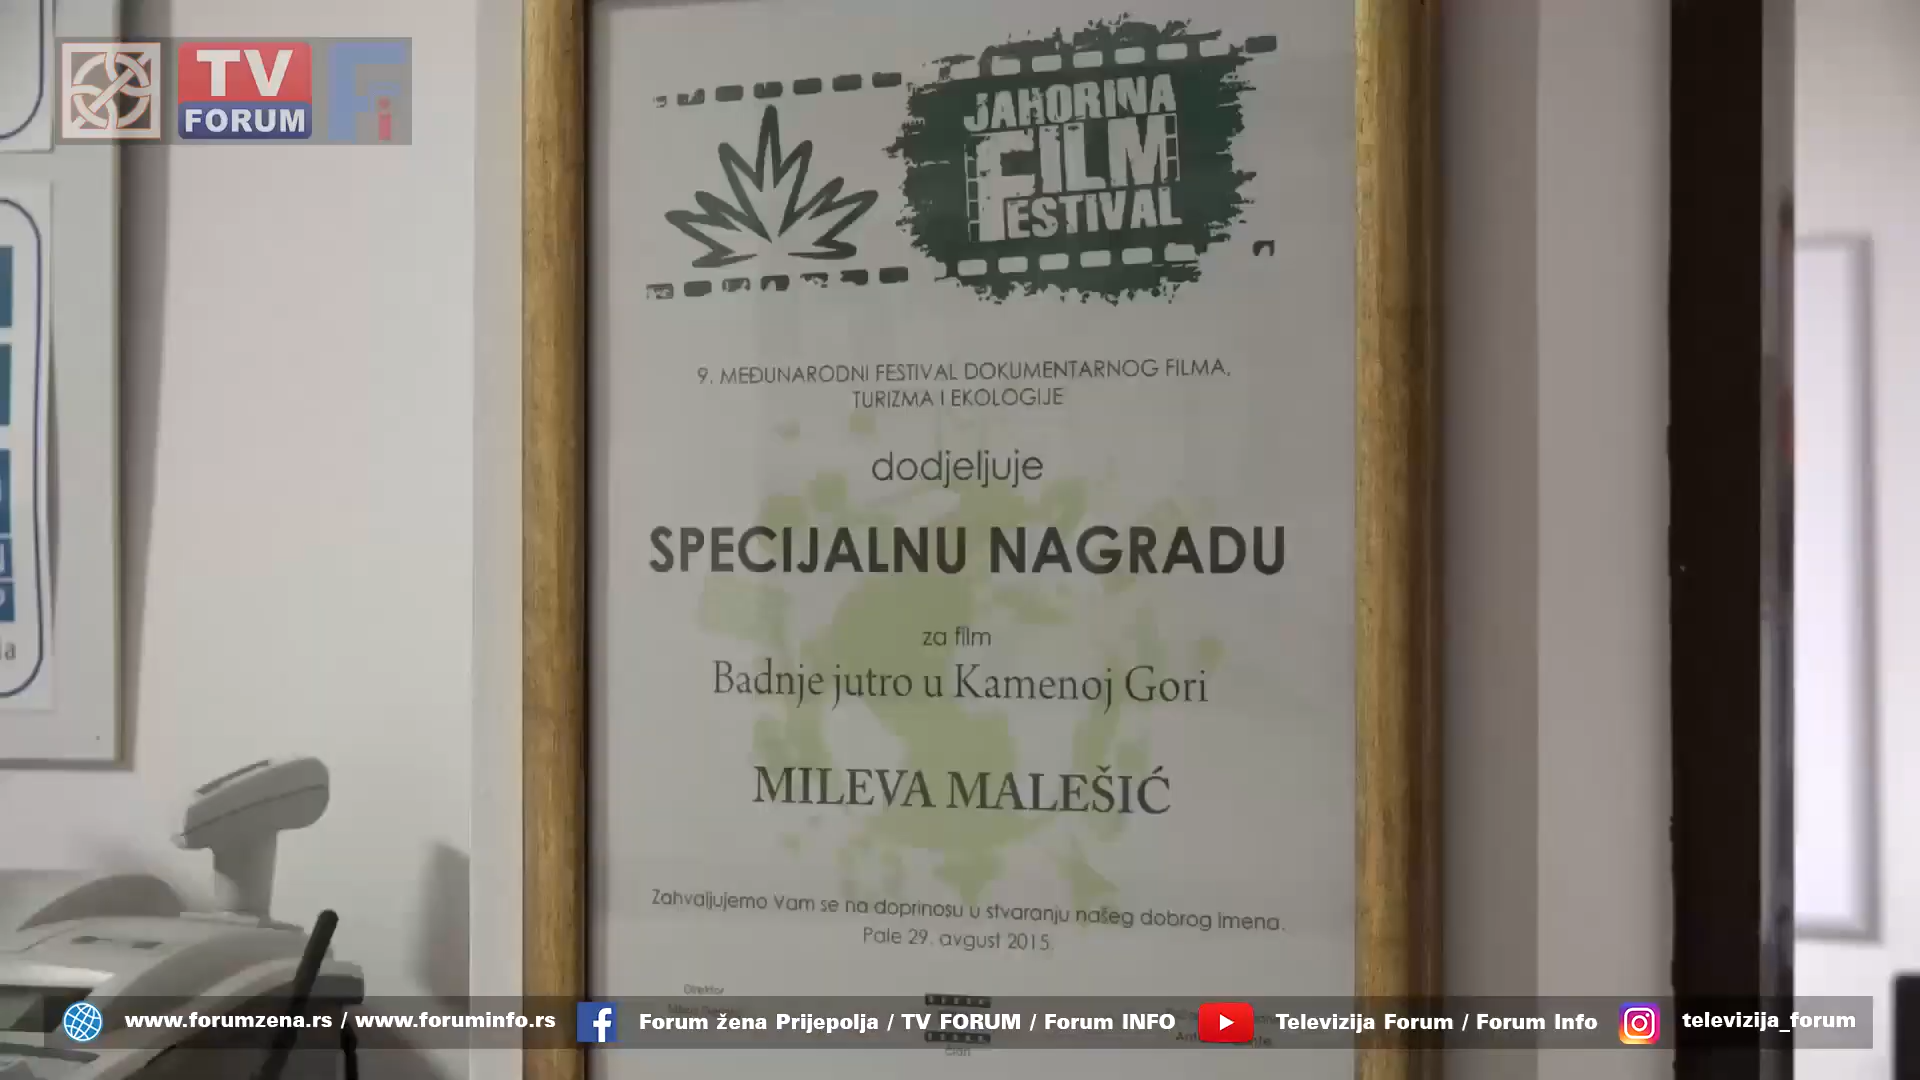 TV
FORUM
JAHORINA
FILM
FESTIVAL
9. MEĐUNARODNI FESTIVAL DOKUMENTARNOG FILMA,
TURIZMA I EKOLOGIJE
dodjeljuje
SPECIJALNU NAGRADU
za film
Badnje jutro u Kamenoj Gori
MILEVA MALEŠIĆ
Zahvaljujemo Vam se na doprinosu u stvaranju našeg dobrog imena.
Pale 29. avgust 2015.
Direktor
www.forumzena.rs / www.foruminfo.rs
Forum žena Prijepolja / TV FORUM / Forum INFO
Televizija Forum / Forum Info
televizija_forum